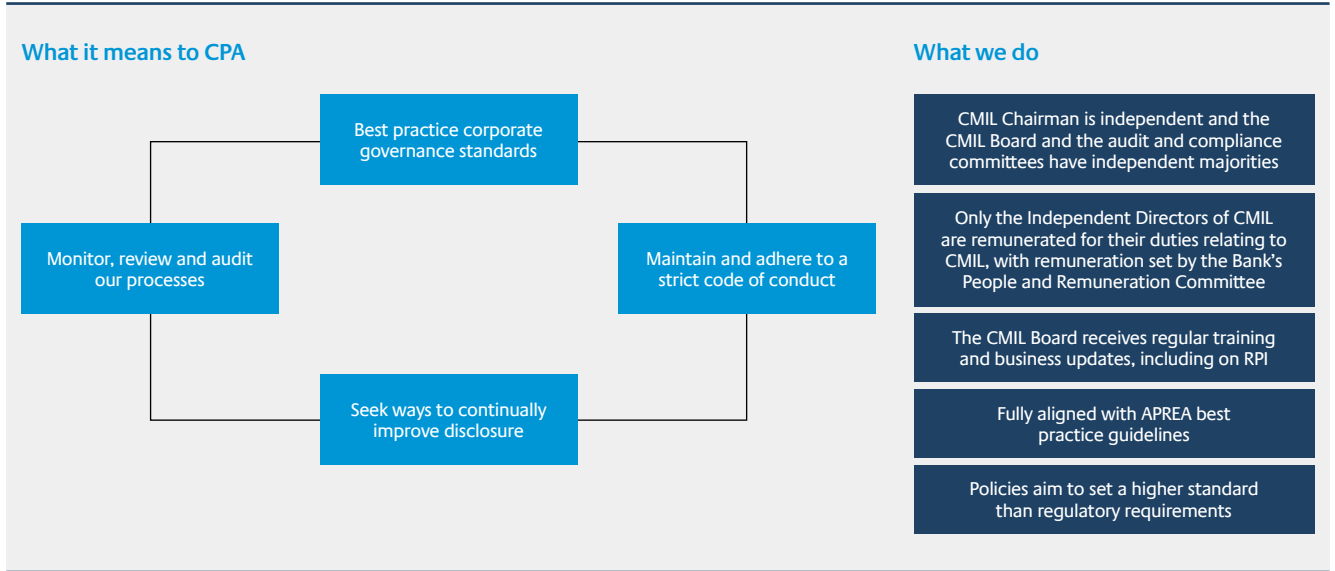 What it means to CPA
Best practice corporate
governance standards
Monitor, review and audit
our processes
Maintain and adhere to a
strict code of conduct
Seek ways to continually
improve disclosure
What we do
CMIL Chairman is independent and the
CMIL Board and the audit and compliance
committees have independent majorities
Only the Independent Directors of CMIL
are remunerated for their duties relating to
CMIL, with remuneration set by the Bank’s
People and Remuneration Committee
The CMIL Board receives regular training
and business updates, including on RPI
Fully aligned with APREA best
practice guidelines
Policies aim to set a higher standard
than regulatory requirements